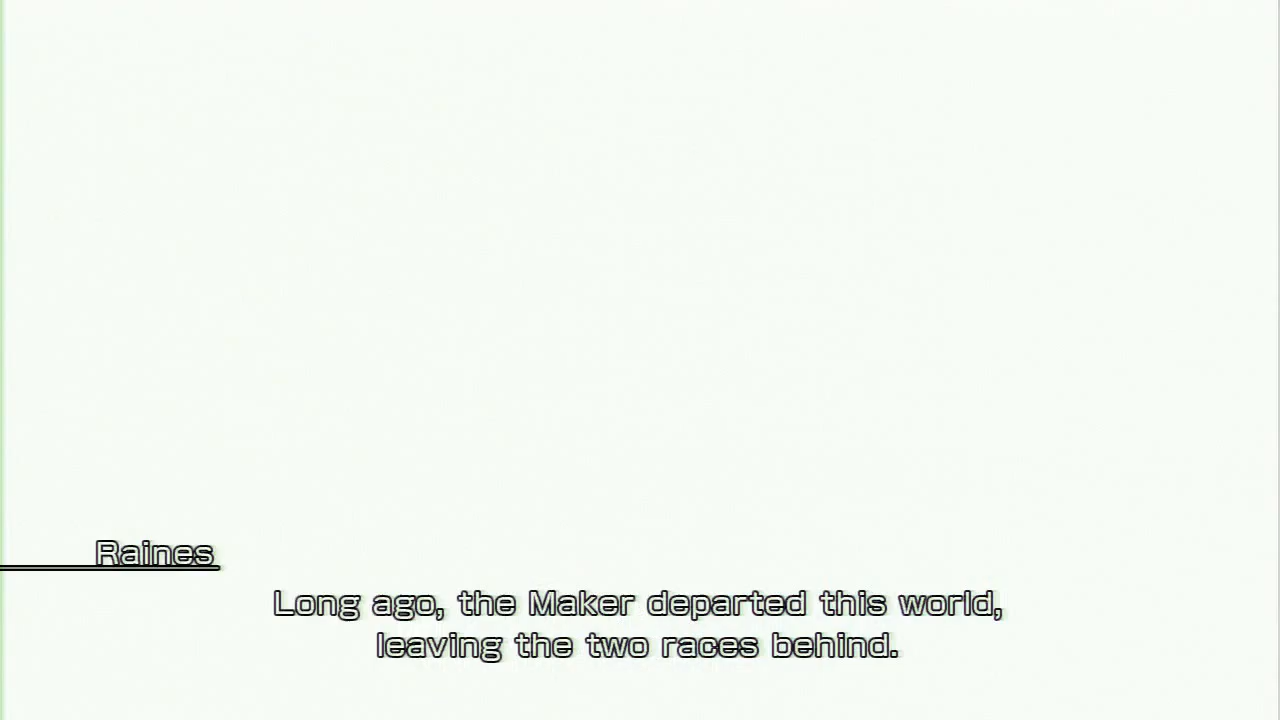 Raines
Long ago, the Maker departed this world,
leaving the two races behind.